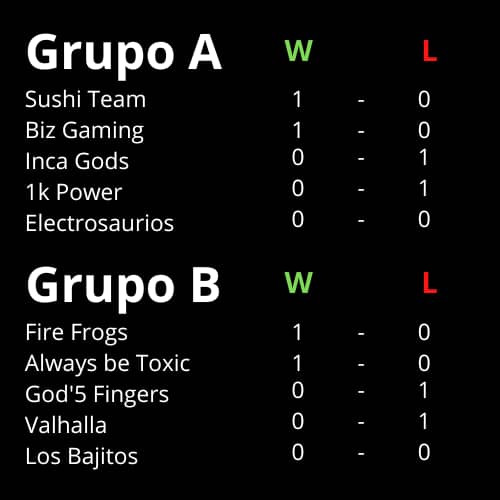 Grupo A W L
Sushi Team 1 - 0
Biz Gaming 1 - 0
Inca Gods 0 - 1
1k Power 0 - 1
Electrosaurios 0 - 0
Grupo B W L
Fire Frogs 1 - 0
Always be Toxic 1 - 0
God'5 Fingers 0 - 1
Valhalla 0 - 1
Los Bajitos 0 - 0